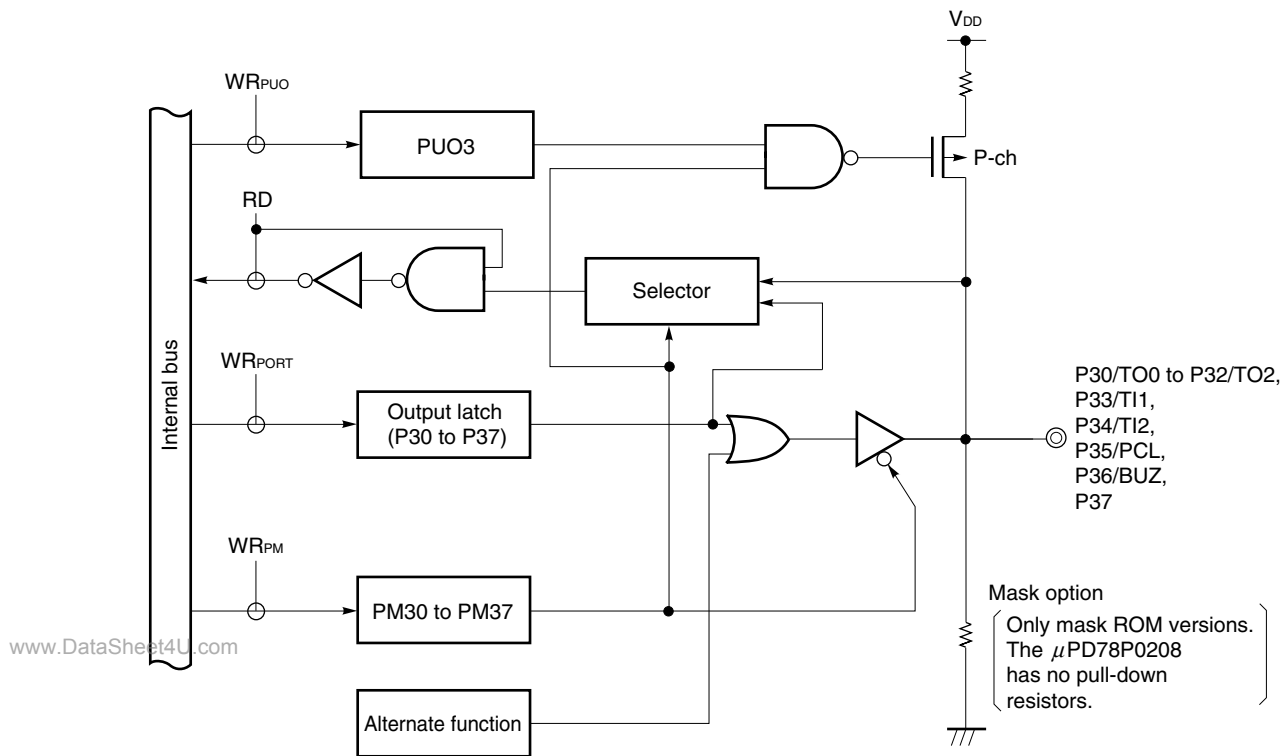 VDD
WRPUO
PUO3
P-ch
RD
Selector
Internal bus
WRPORT
Output latch
(P30 to P37)
P30/TO0 to P32/TO2,
P33/TI1,
P34/TI2,
P35/PCL,
P36/BUZ,
P37
WRPM
PM30 to PM37
Mask option
Only mask ROM versions.
The μPD78P0208
has no pull-down
resistors.
www.DataSheet4U.com
Alternate function